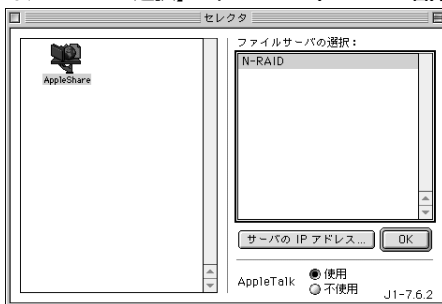 セレクタ
AppleShare
ファイルサーバの選択：
N-RAID
サーバの IP アドレス...
OK
AppleTalk
使用
不使用
J1-7.6.2